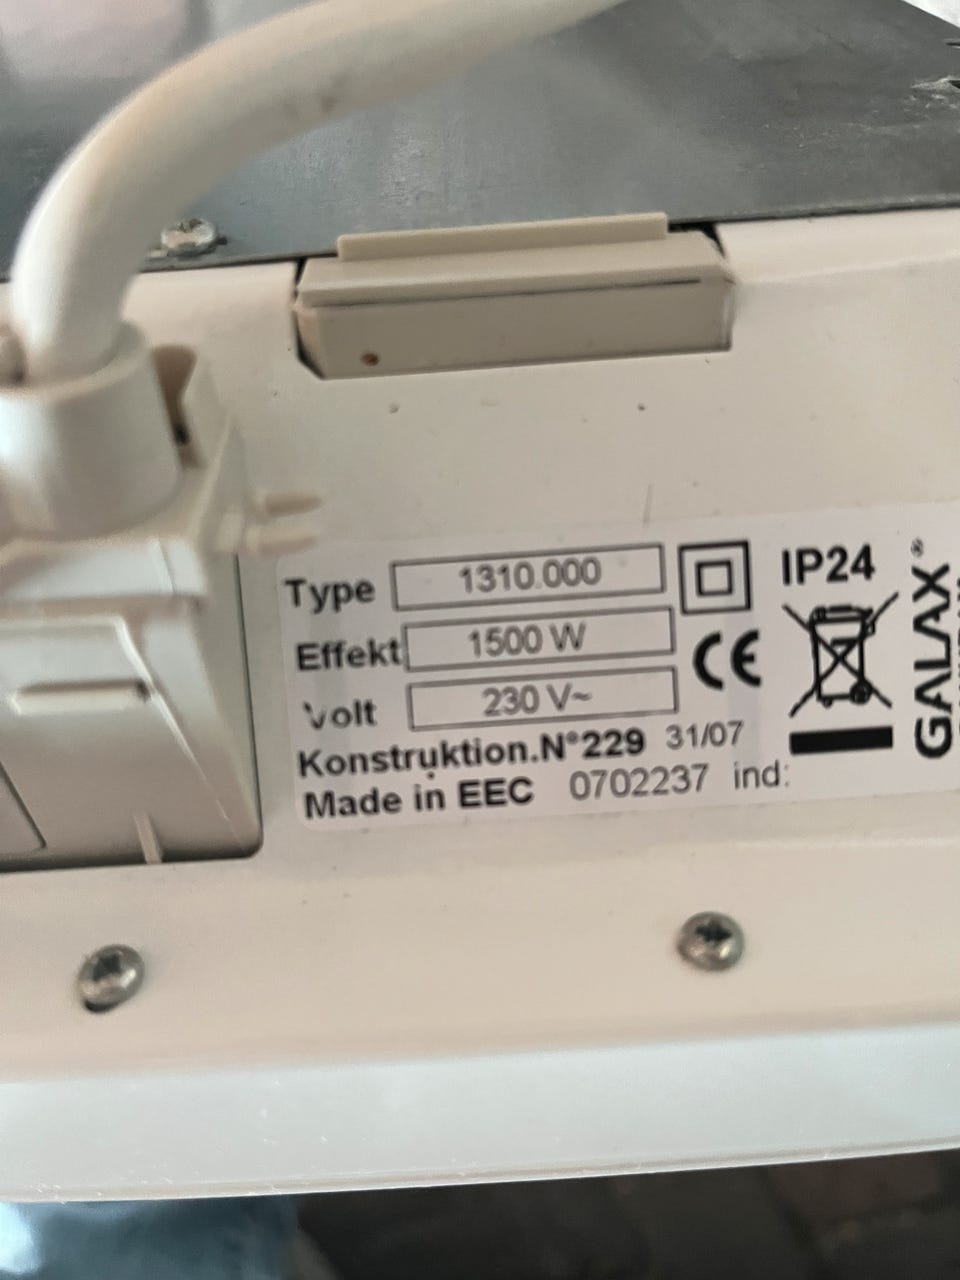 Type 1310.000
Effekt 1500 W
Volt 230 V~
Konstruktion.N°229 31/07
Made in EEC 0702237 ind:
IP24
CE
GALAX®